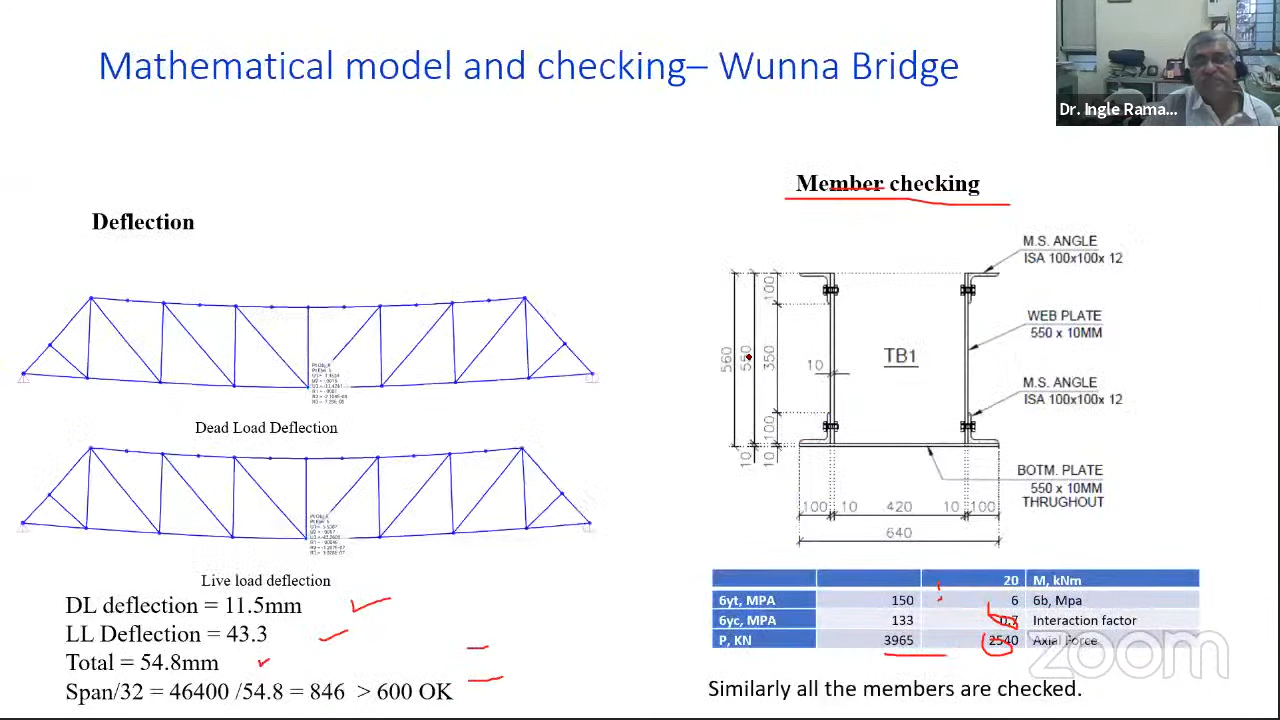 Mathematical model and checking– Wunna Bridge
Dr. Ingle Rama...
Member checking
Deflection
M.S. ANGLE
ISA 100x100x 12
WEB PLATE
550 x 10MM
TB1
10
560
550
350
100
100
10
10
M.S. ANGLE
ISA 100x100x 12
BOTM. PLATE
550 x 10MM
THRUGHOUT
100 10 420 10 100
640
Dead Load Deflection
Live load deflection
DL deflection = 11.5mm
LL Deflection = 43.3
Total = 54.8mm
Span/32 = 46400 /54.8 = 846 > 600 OK
20 M, kNm
6yt, MPA 150 6 6b, Mpa
6yc, MPA 133 0.7 Interaction factor
P, KN 3965 2540 Axial Force
zoom
Similarly all the members are checked.